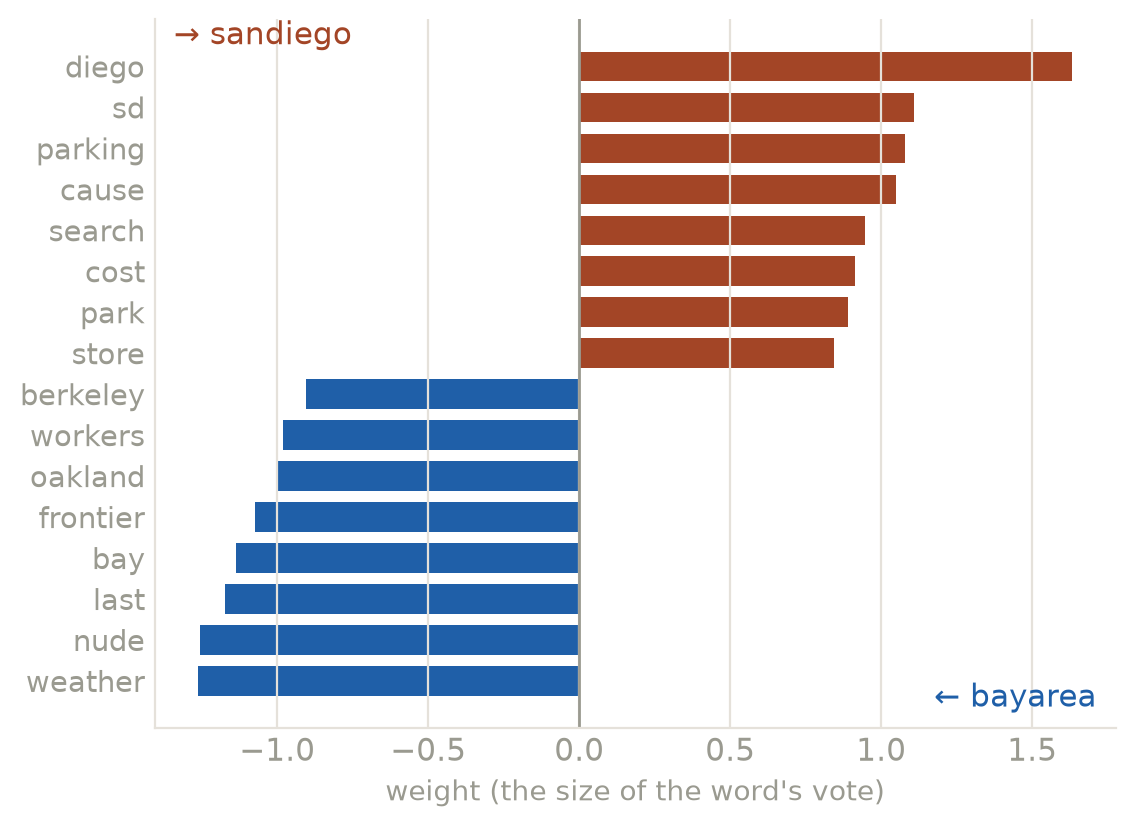 → sandiego
diego
sd
parking
cause
search
cost
park
store
berkeley
workers
oakland
frontier
bay
last
nude
weather
← bayarea
−1.0 −0.5 0.0 0.5 1.0 1.5
weight (the size of the word's vote)